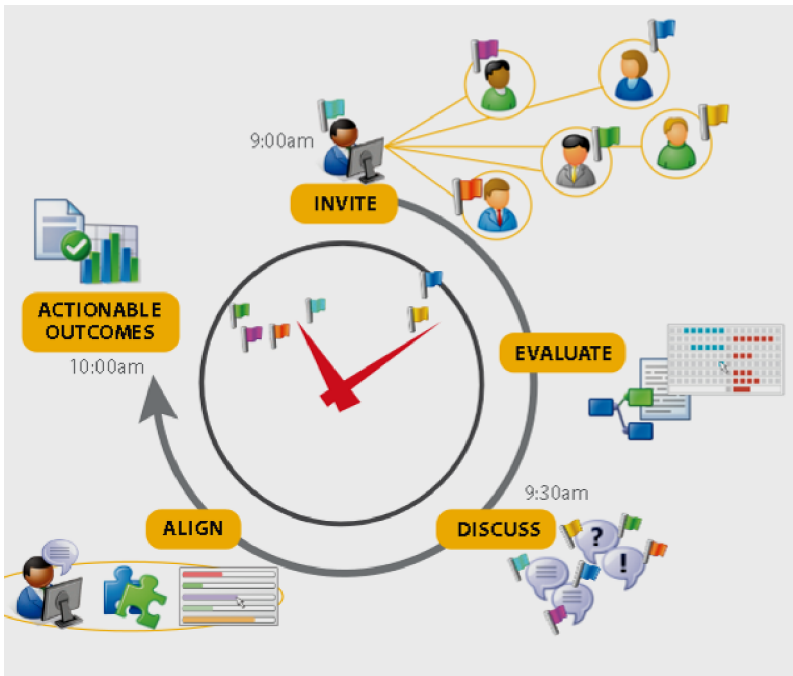 9:00am
INVITE
EVALUATE
9:30am
DISCUSS
?
!
ALIGN
ACTIONABLE
OUTCOMES
10:00am